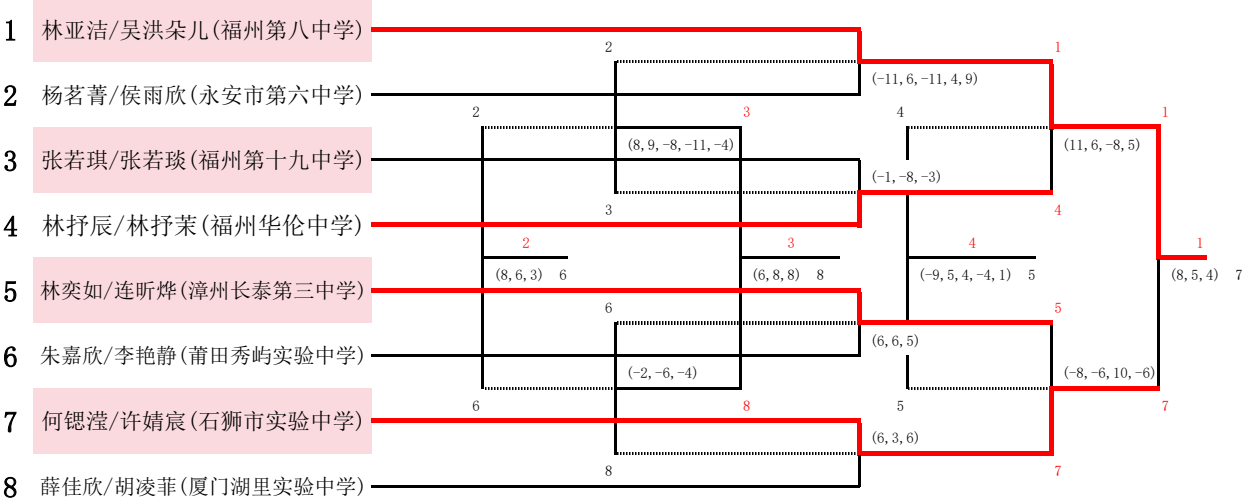 1 林亚洁/吴洪朵儿(福州第八中学)
2 1
(-11, 6, -11, 4, 9)
2 杨茗菁/侯雨欣(永安市第六中学)
2 3 4 1
(8, 9, -8, -11, -4) (11, 6, -8, 5)
3 张若琪/张若琰(福州第十九中学)
(-1, -8, -3)
3 4
4 林抒辰/林抒茉(福州华伦中学)
2 3 4 1
(8, 6, 3) 6 (6, 8, 8) 8 (-9, 5, 4, -4, 1) 5 (8, 5, 4) 7
5 林奕如/连昕烨(漳州长泰第三中学)
6 5
(6, 6, 5)
6 朱嘉欣/李艳静(莆田秀屿实验中学)
(-2, -6, -4) (-8, -6, 10, -6)
6 8 5 7
7 何锶滢/许婧宸(石狮市实验中学)
(6, 3, 6)
8 7
8 薛佳欣/胡凌菲(厦门湖里实验中学)